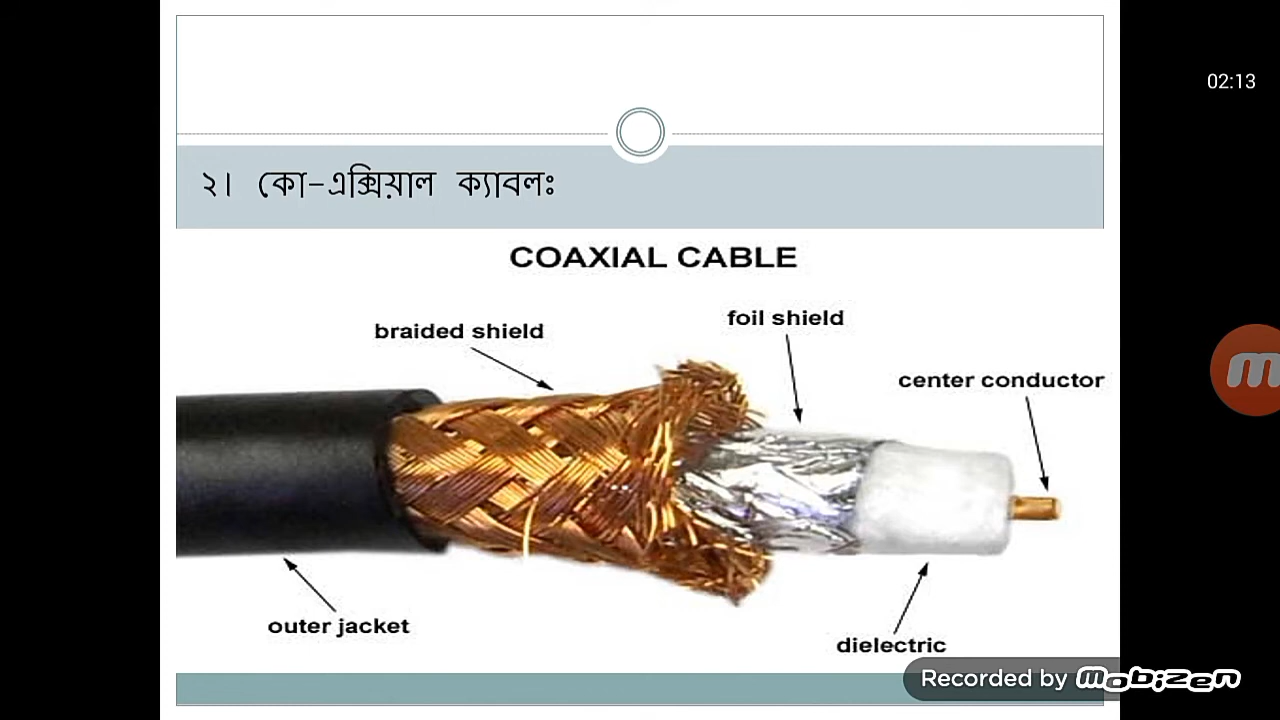 02:13
২। কো-এক্সিয়াল ক্যাবলঃ
COAXIAL CABLE
foil shield
braided shield
center conductor
outer jacket
dielectric
Recorded by Mobizen